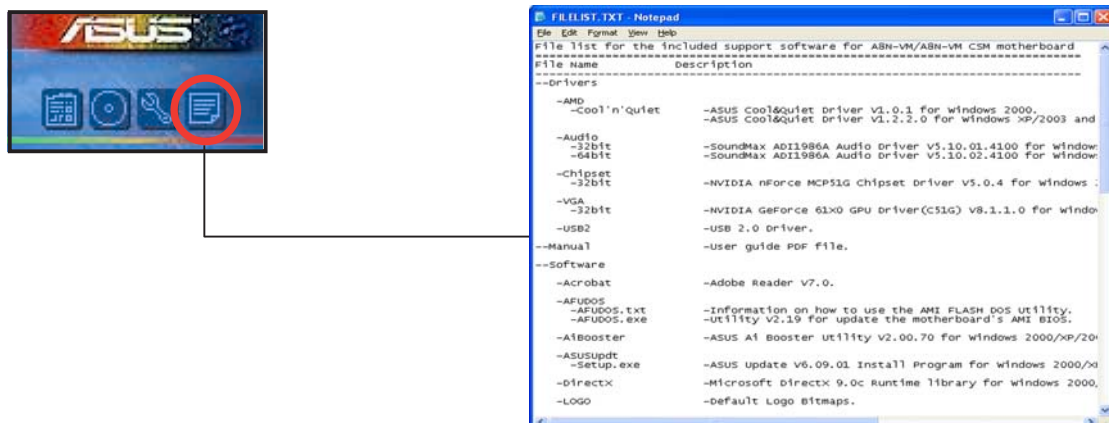 ASUS
FILELIST.TXT - Notepad
File Edit Format View Help
File list for the included support software for A8N-VM/A8N-VM CSM motherboard
================================================================================
File Name Description
================================================================================
--Drivers
-AMD
-Cool'n'Quiet -ASUS Cool&Quiet Driver V1.0.1 for Windows 2000.
-ASUS Cool&Quiet Driver V1.2.2.0 for Windows XP/2003 and
-Audio
-32bit -SoundMax ADI1986A Audio Driver V5.10.01.4100 for Window
-64bit -SoundMax ADI1986A Audio Driver V5.10.02.4100 for Window
-Chipset
-32bit -NVIDIA nForce MCP51G Chipset Driver V5.0.4 for Windows
-VGA
-32bit -NVIDIA GeForce 61X0 GPU Driver(C51G) V8.1.1.0 for Windo
-USB2 -USB 2.0 Driver.
--Manual -User guide PDF file.
--Software
-Acrobat -Adobe Reader V7.0.
-AFUDOS
-AFUDOS.txt -Information on how to use the AMI FLASH DOS Utility.
-AFUDOS.exe -Utility V2.19 for update the motherboard's AMI BIOS.
-AiBooster -ASUS Ai Booster Utility V2.00.70 for Windows 2000/XP/20
-ASUSUpdt
-Setup.exe -ASUS Update V6.09.01 Install Program for Windows 2000/X
-DirectX -Microsoft DirectX 9.0c Runtime library for Windows 2000,
-LOGO -Default Logo Bitmaps.